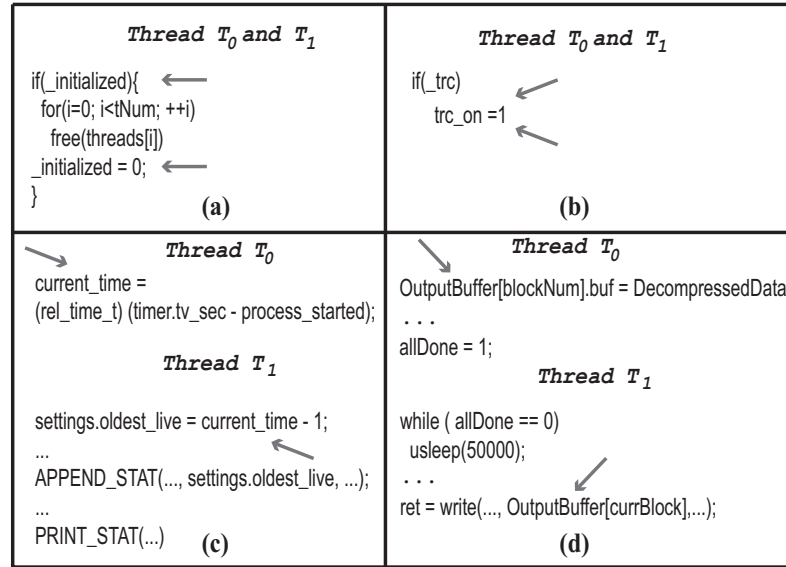 Thread T0 and T1
if(_initialized){
for(i=0; i<tNum; ++i)
free(threads[i])
_initialized = 0;
}
(a)
Thread T0 and T1
if(_trc)
trc_on =1
(b)
Thread T0
current_time =
(rel_time_t) (timer.tv_sec - process_started);
Thread T1
settings.oldest_live = current_time - 1;
...
APPEND_STAT(..., settings.oldest_live, ...);
...
PRINT_STAT(...)
(c)
Thread T0
OutputBuffer[blockNum].buf = DecompressedData
. . .
allDone = 1;
Thread T1
while ( allDone == 0)
usleep(50000);
. . .
ret = write(..., OutputBuffer[currBlock],...);
(d)